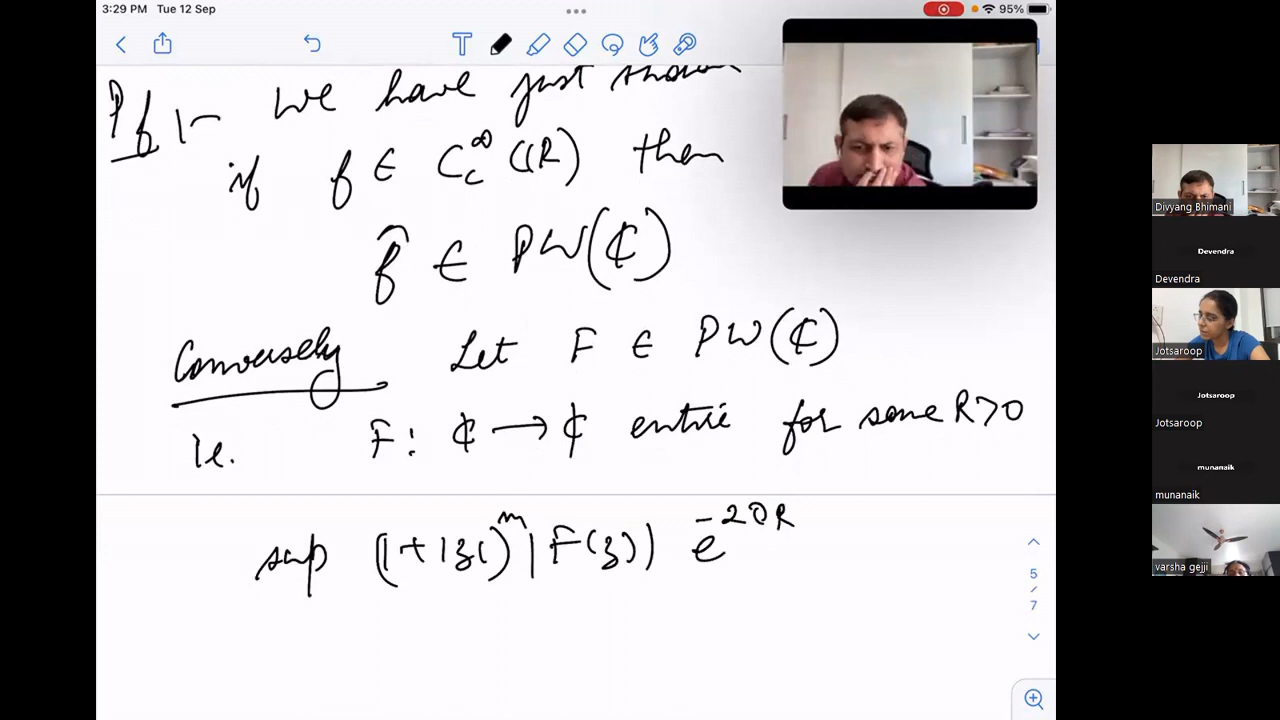 3:29 PM Tue 12 Sep
95%
Pf :- We have just shown
if f ∈ C_c^∞(ℝ) then
f̂ ∈ PW(ℂ)
Conversely Let F ∈ PW(ℂ)
ie. F : ℂ → ℂ entire for some R>0
sup (1+|z|)^m |F(z)| e^
5
/
7
Divyang Bhimani
Devendra
Devendra
Jotsaroop
Jotsaroop
Jotsaroop
munanaik
munanaik
varsha gejji